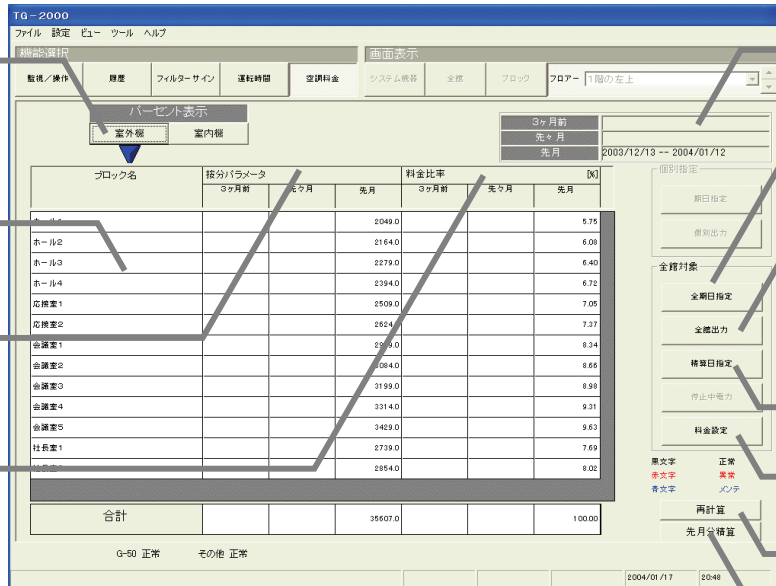 TG-2000
ファイル 設定 ビュー ツール ヘルプ
機能選択 画面表示
監視/操作 履歴 フィルターサイン 運転時間 空調料金 システム機器 全館 ブロック フロアー 1階の左上
パーセント表示
室外機 室内機
3ヶ月前
先々月
先月 2003/12/13 -- 2004/01/12
ブロック名 按分パラメータ 料金比率 [%]
3ヶ月前 先々月 先月 3ヶ月前 先々月 先月
2049.0 5.75
ホール2 2164.0 6.08
ホール3 2279.0 6.40
ホール4 2394.0 6.72
応接室1 2509.0 7.05
応接室2 2624.0 7.37
会議室1 8.34
会議室2 3084.0 8.66
会議室3 3199.0 8.98
会議室4 3314.0 9.31
会議室5 3429.0 9.63
社長室1 2739.0 7.69
2854.0 8.02
合計 35607.0 100.00
個別指定
期日指定
個別出力
全館対象
全期日指定
全館出力
精算日指定
停止中電力
料金設定
黒文字 正常
赤文字 異常
青文字 メンテ
再計算
先月分積算
G-50 正常 その他 正常
2004/01/17 20:48